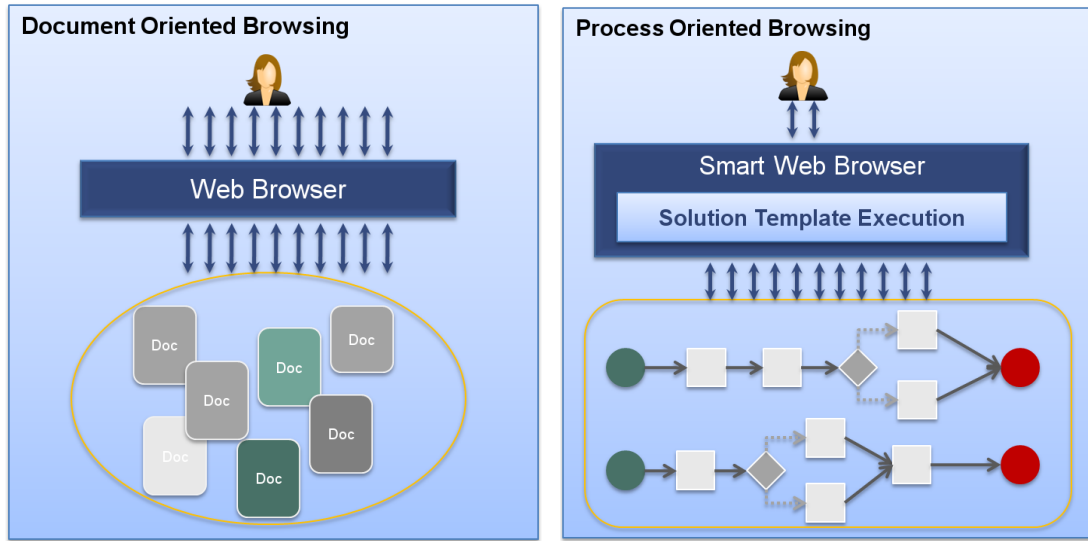 Document Oriented Browsing
Web Browser
Doc
Doc
Doc
Doc
Doc
Doc
Doc
Process Oriented Browsing
Smart Web Browser
Solution Template Execution